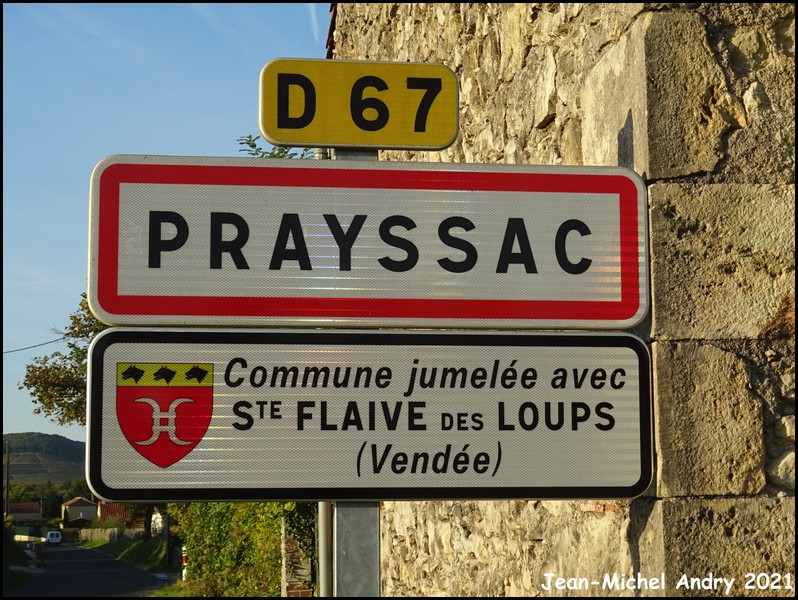 D 67
PRAYSSAC
Commune jumelée avec
STE FLAIVE DES LOUPS
(Vendée)
Jean-Michel Andry 2021